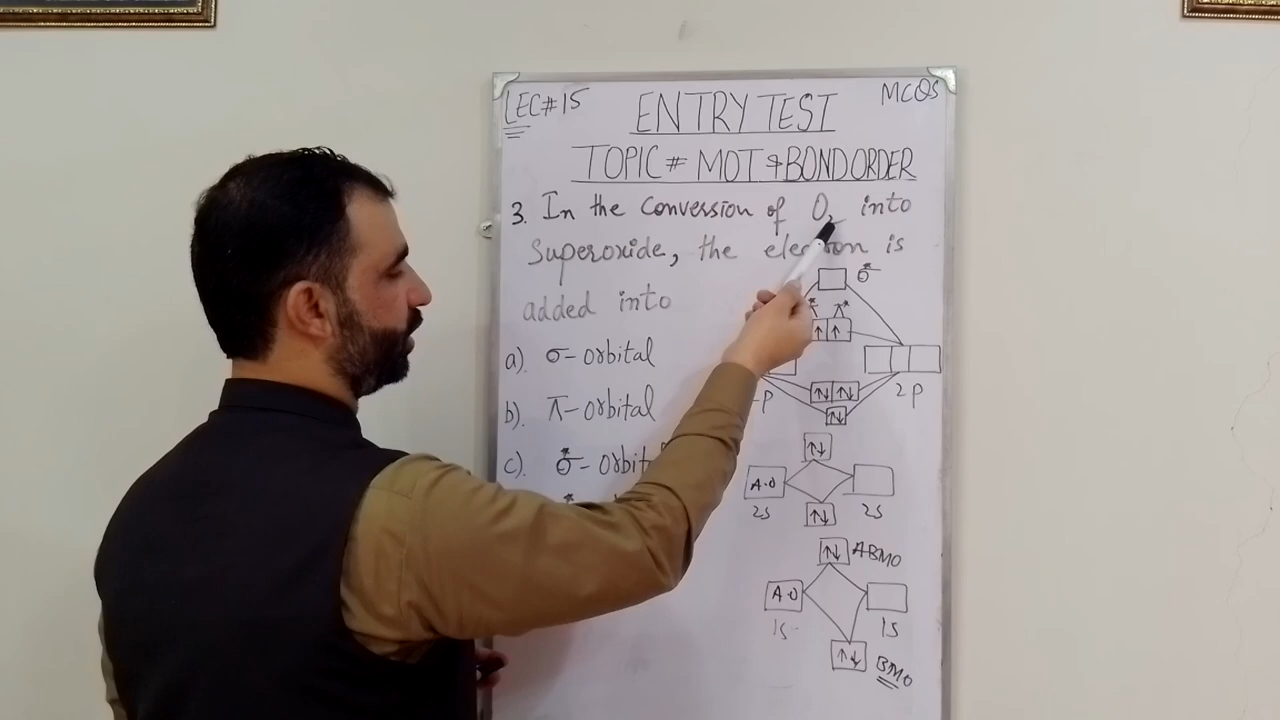 LEC#15
ENTRY TEST
MCQS
TOPIC # MOT & BOND ORDER
3. In the conversion of O₂ into
Superoxide, the electron is
added into
a). σ-orbital
b). π-orbital
c). σ*-orbit
σ*
π*
2p
A.O
2s
2s
ABMO
A.O
1s
1s
BMO